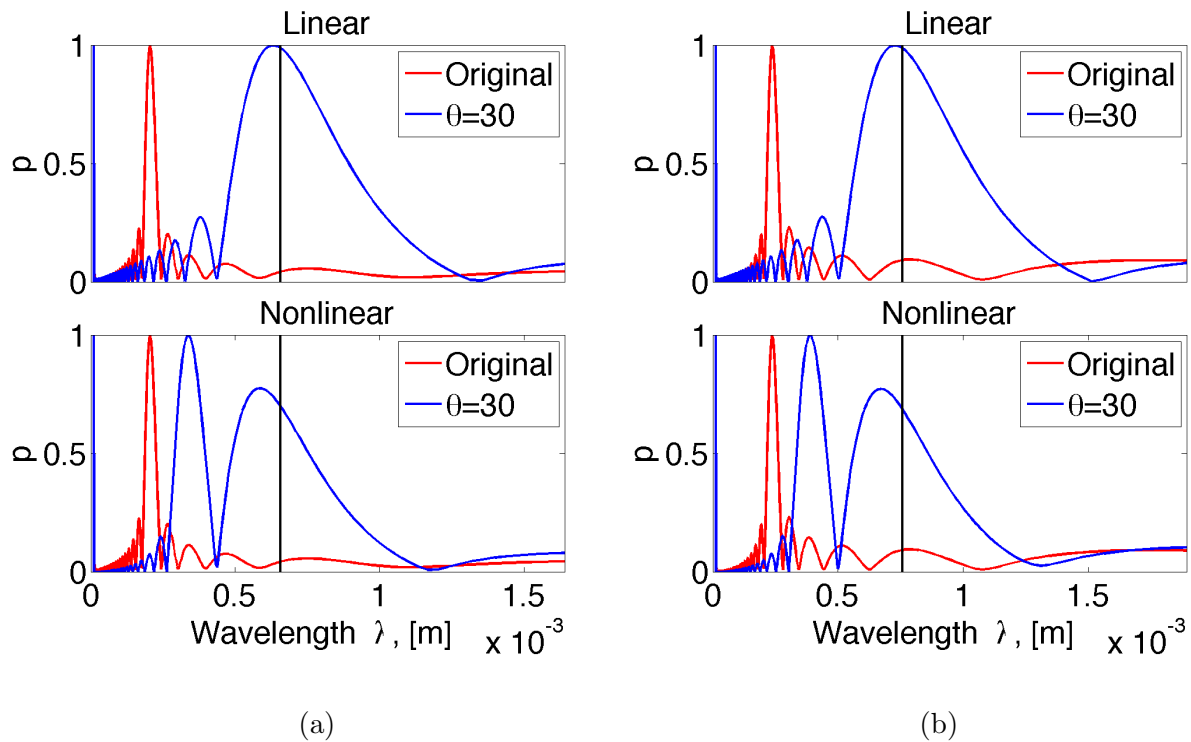 Linear
1
0.5
0
p
Original
θ=30
Nonlinear
1
0.5
0
p
Original
θ=30
0
0.5
1
1.5
Wavelength λ, [m]
x 10^-3
(a)
Linear
1
0.5
0
p
Original
θ=30
Nonlinear
1
0.5
0
p
Original
θ=30
0
0.5
1
1.5
Wavelength λ, [m]
x 10^-3
(b)